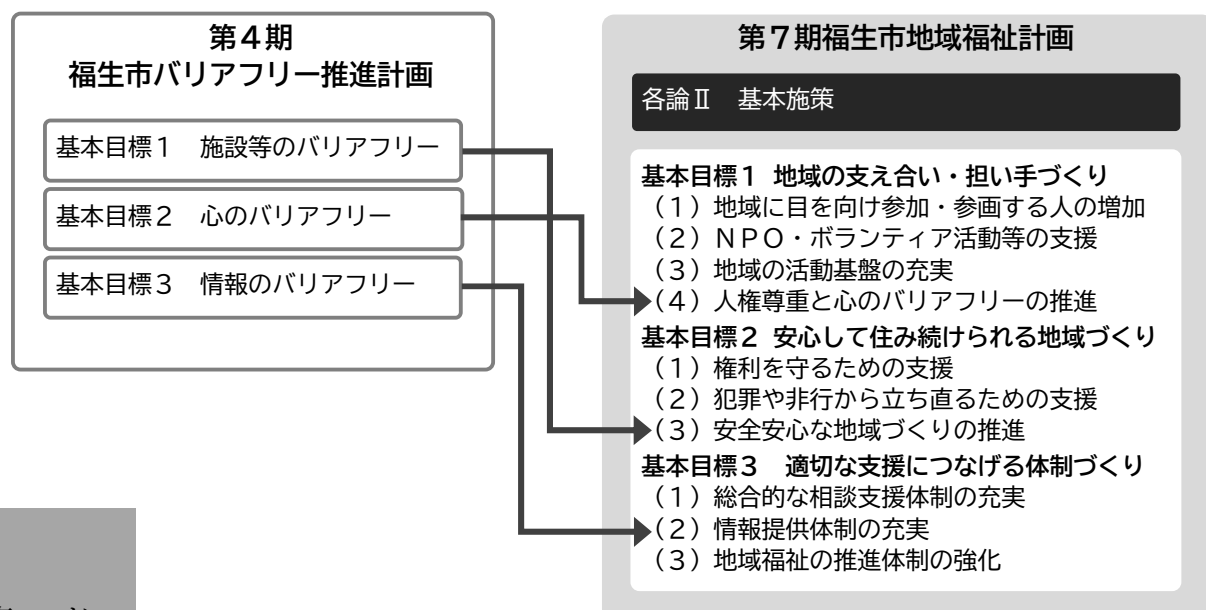 第４期
福生市バリアフリー推進計画
基本目標１　施設等のバリアフリー
基本目標２　心のバリアフリー
基本目標３　情報のバリアフリー
第７期福生市地域福祉計画
各論Ⅱ　基本施策
基本目標１ 地域の支え合い・担い手づくり
（１）地域に目を向け参加・参画する人の増加
（２）ＮＰＯ・ボランティア活動等の支援
（３）地域の活動基盤の充実
（４）人権尊重と心のバリアフリーの推進
基本目標２ 安心して住み続けられる地域づくり
（１）権利を守るための支援
（２）犯罪や非行から立ち直るための支援
（３）安全安心な地域づくりの推進
基本目標３　適切な支援につなげる体制づくり
（１）総合的な相談支援体制の充実
（２）情報提供体制の充実
（３）地域福祉の推進体制の強化